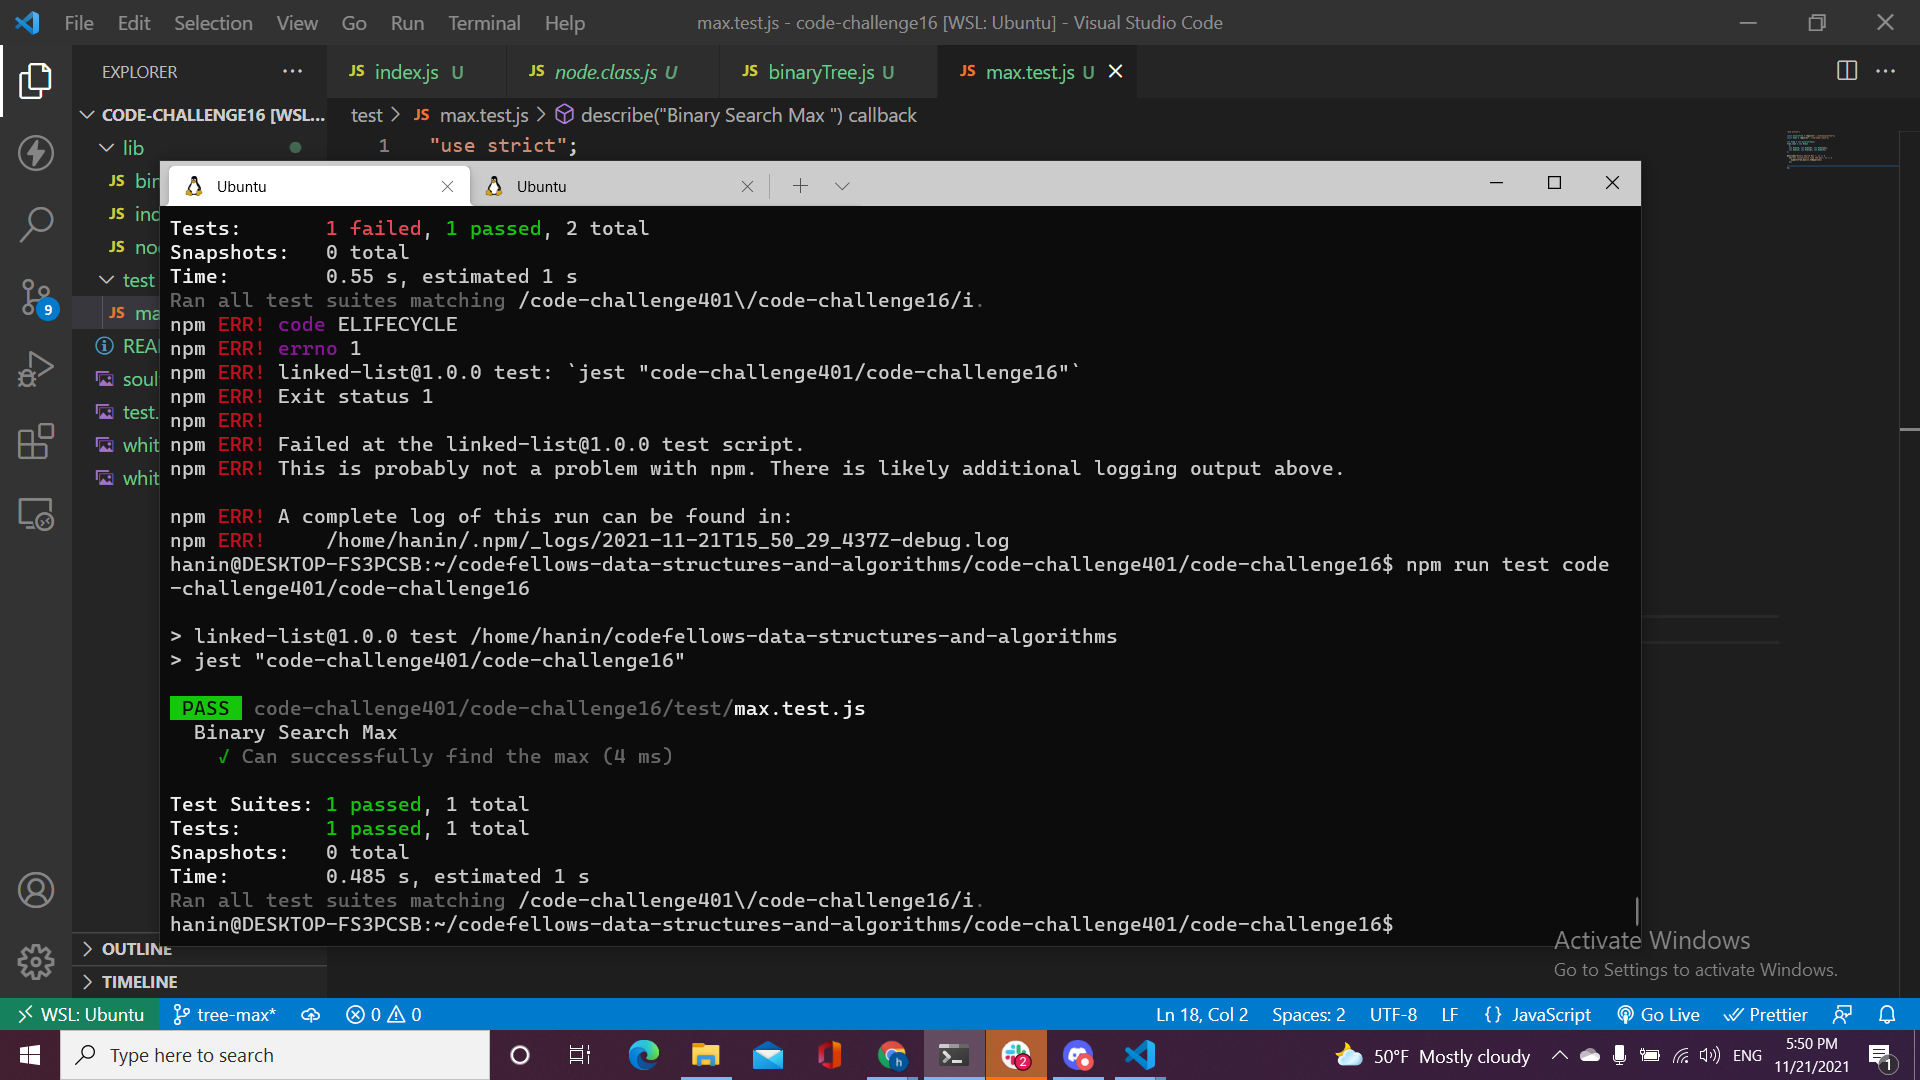 File Edit Selection View Go Run Terminal Help
max.test.js - code-challenge16 [WSL: Ubuntu] - Visual Studio Code
EXPLORER
JS index.js U
JS node.class.js U
JS binaryTree.js U
JS max.test.js U
CODE-CHALLENGE16 [WSL...
test > JS max.test.js > describe("Binary Search Max ") callback
1 "use strict";
lib
JS bin
JS ind
JS no
test
JS ma
REA
soul
test.
whit
whit
9
Ubuntu
Ubuntu
Tests: 1 failed, 1 passed, 2 total
Snapshots: 0 total
Time: 0.55 s, estimated 1 s
Ran all test suites matching /code-challenge401\/code-challenge16/i.
npm ERR! code ELIFECYCLE
npm ERR! errno 1
npm ERR! linked-list@1.0.0 test: `jest "code-challenge401/code-challenge16"`
npm ERR! Exit status 1
npm ERR!
npm ERR! Failed at the linked-list@1.0.0 test script.
npm ERR! This is probably not a problem with npm. There is likely additional logging output above.
npm ERR! A complete log of this run can be found in:
npm ERR! /home/hanin/.npm/_logs/2021-11-21T15_50_29_437Z-debug.log
hanin@DESKTOP-FS3PCSB:~/codefellows-data-structures-and-algorithms/code-challenge401/code-challenge16$ npm run test code
-challenge401/code-challenge16
> linked-list@1.0.0 test /home/hanin/codefellows-data-structures-and-algorithms
> jest "code-challenge401/code-challenge16"
PASS code-challenge401/code-challenge16/test/max.test.js
Binary Search Max
√ Can successfully find the max (4 ms)
Test Suites: 1 passed, 1 total
Tests: 1 passed, 1 total
Snapshots: 0 total
Time: 0.485 s, estimated 1 s
Ran all test suites matching /code-challenge401\/code-challenge16/i.
hanin@DESKTOP-FS3PCSB:~/codefellows-data-structures-and-algorithms/code-challenge401/code-challenge16$
Activate Windows
Go to Settings to activate Windows.
OUTLINE
TIMELINE
WSL: Ubuntu tree-max* 0 0 Ln 18, Col 2 Spaces: 2 UTF-8 LF {} JavaScript Go Live Prettier
Type here to search
h
2
50°F Mostly cloudy
ENG
5:50 PM
11/21/2021
1